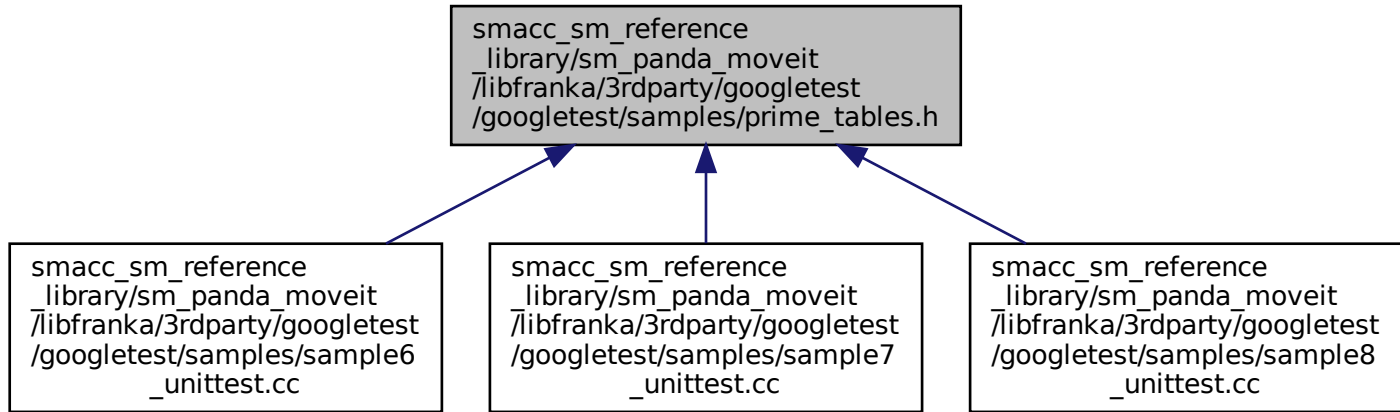 smacc_sm_reference
_library/sm_panda_moveit
/libfranka/3rdparty/googletest
/googletest/samples/prime_tables.h
smacc_sm_reference
_library/sm_panda_moveit
/libfranka/3rdparty/googletest
/googletest/samples/sample6
_unittest.cc
smacc_sm_reference
_library/sm_panda_moveit
/libfranka/3rdparty/googletest
/googletest/samples/sample7
_unittest.cc
smacc_sm_reference
_library/sm_panda_moveit
/libfranka/3rdparty/googletest
/googletest/samples/sample8
_unittest.cc